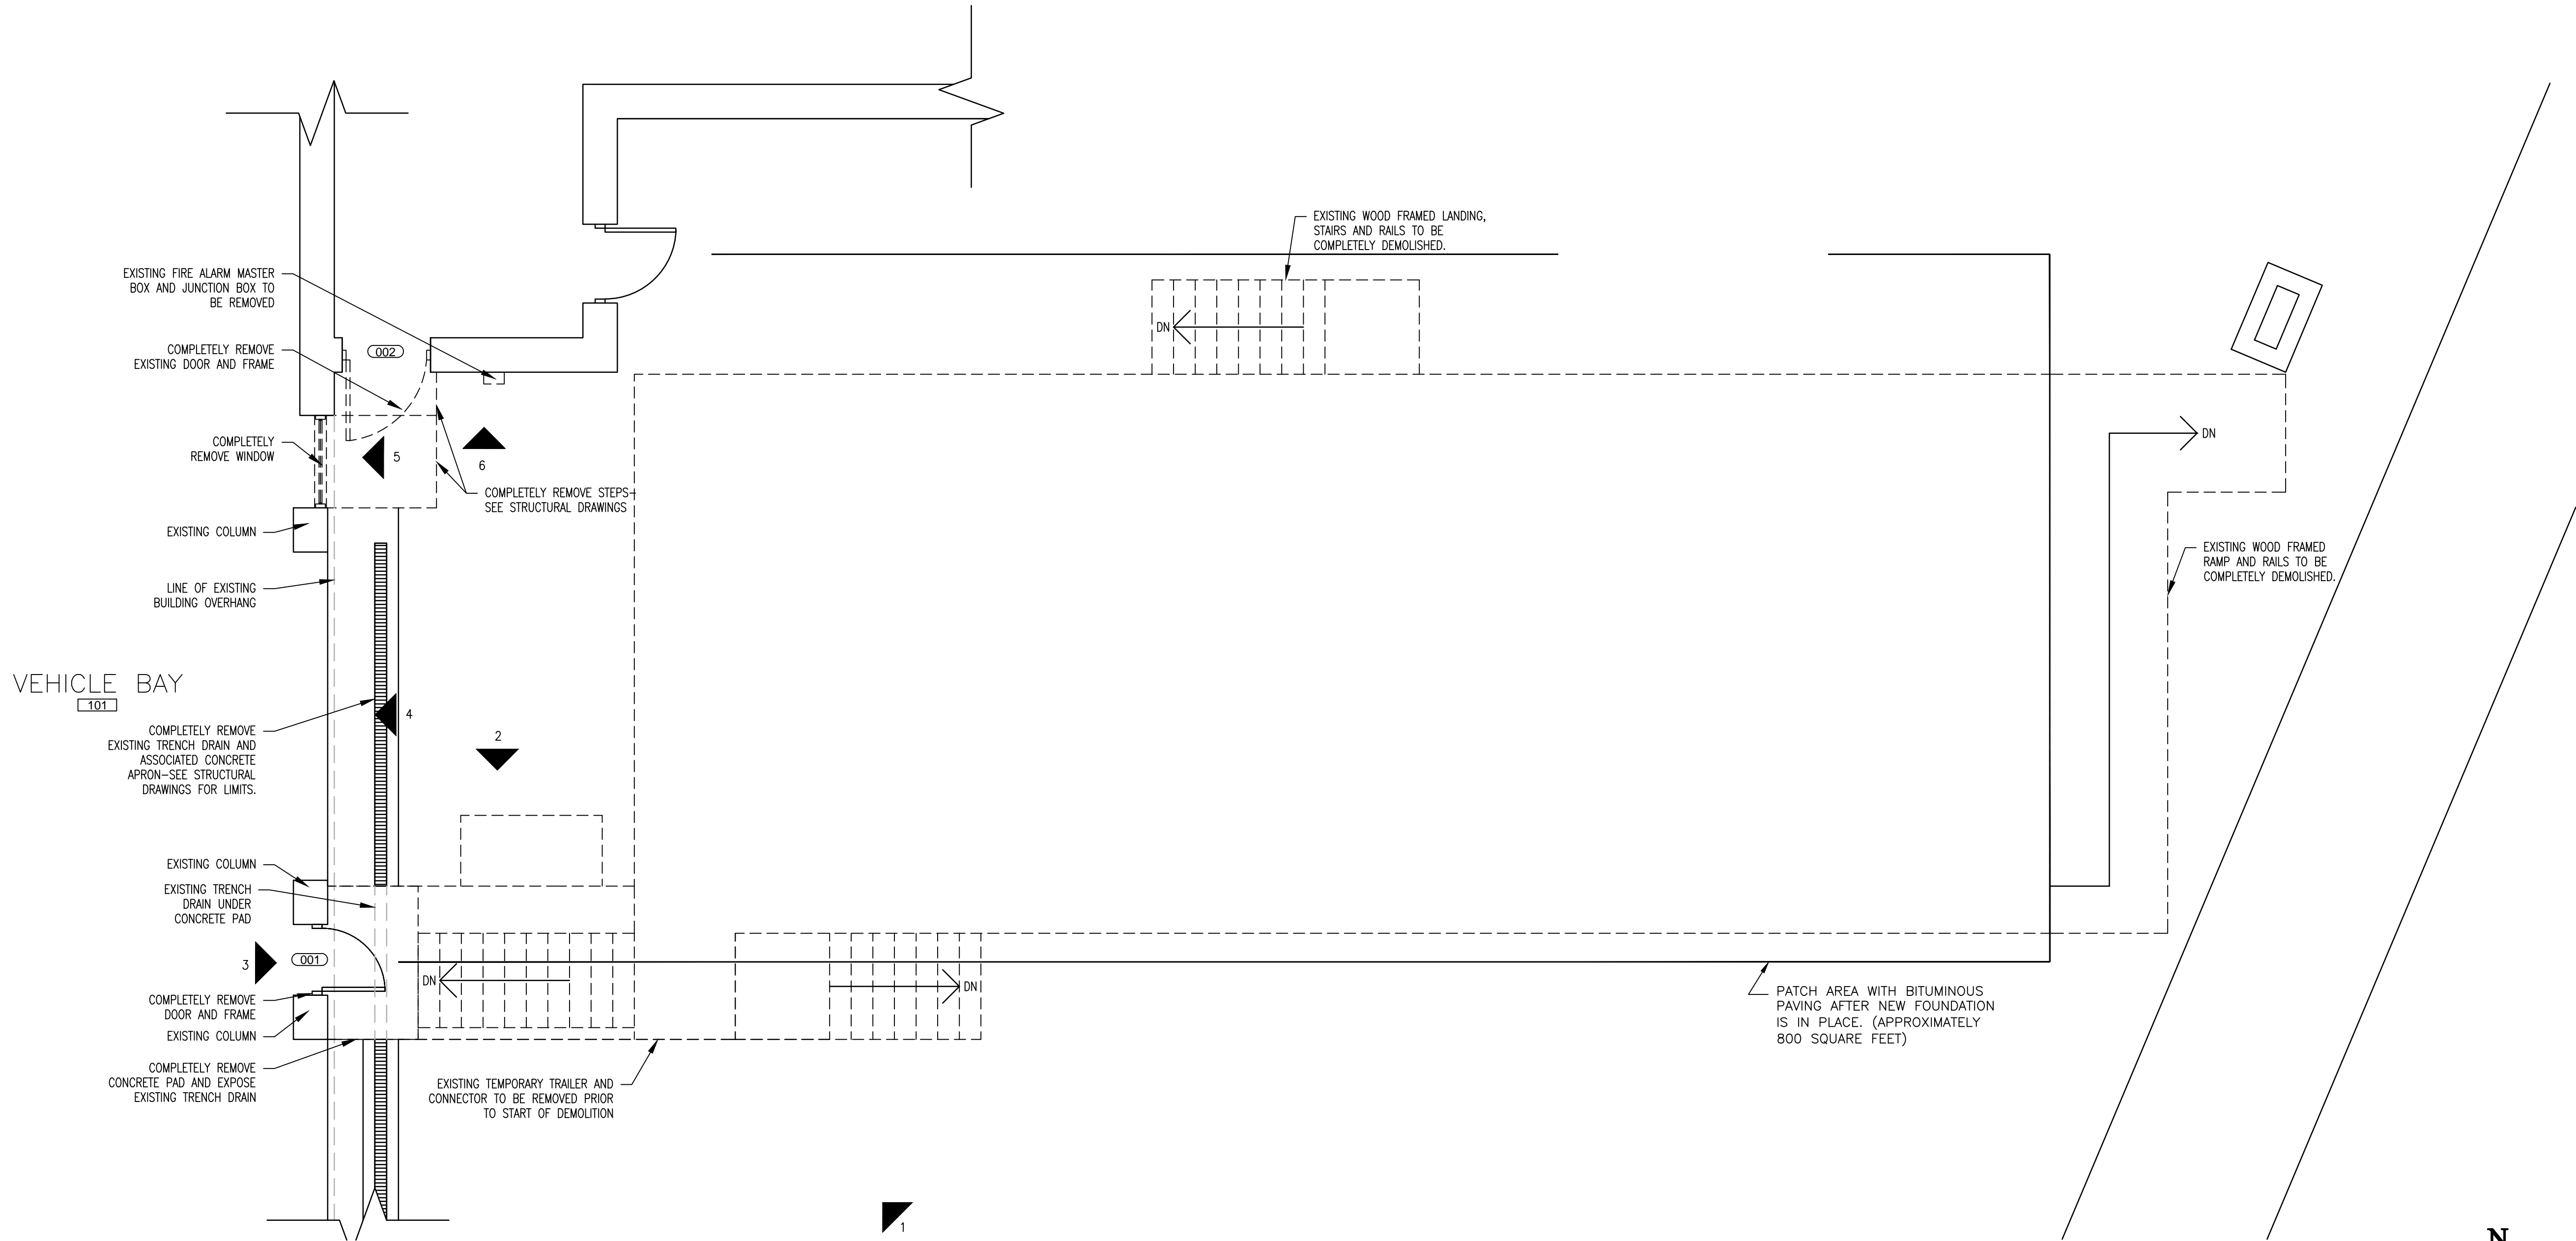 EXISTING WOOD FRAMED LANDING,
STAIRS AND RAILS TO BE
COMPLETELY DEMOLISHED.
EXISTING FIRE ALARM MASTER
BOX AND JUNCTION BOX TO
BE REMOVED
DN
COMPLETELY REMOVE
EXISTING DOOR AND FRAME
002
COMPLETELY
REMOVE WINDOW
5
6
DN
COMPLETELY REMOVE STEPS-
SEE STRUCTURAL DRAWINGS
EXISTING COLUMN
EXISTING WOOD FRAMED
RAMP AND RAILS TO BE
COMPLETELY DEMOLISHED.
LINE OF EXISTING
BUILDING OVERHANG
VEHICLE BAY
101
4
COMPLETELY REMOVE
EXISTING TRENCH DRAIN AND
ASSOCIATED CONCRETE
APRON-SEE STRUCTURAL
DRAWINGS FOR LIMITS.
2
EXISTING COLUMN
EXISTING TRENCH
DRAIN UNDER
CONCRETE PAD
3
001
DN
DN
COMPLETELY REMOVE
DOOR AND FRAME
EXISTING COLUMN
PATCH AREA WITH BITUMINOUS
PAVING AFTER NEW FOUNDATION
IS IN PLACE. (APPROXIMATELY
800 SQUARE FEET)
COMPLETELY REMOVE
CONCRETE PAD AND EXPOSE
EXISTING TRENCH DRAIN
EXISTING TEMPORARY TRAILER AND
CONNECTOR TO BE REMOVED PRIOR
TO START OF DEMOLITION
1
N